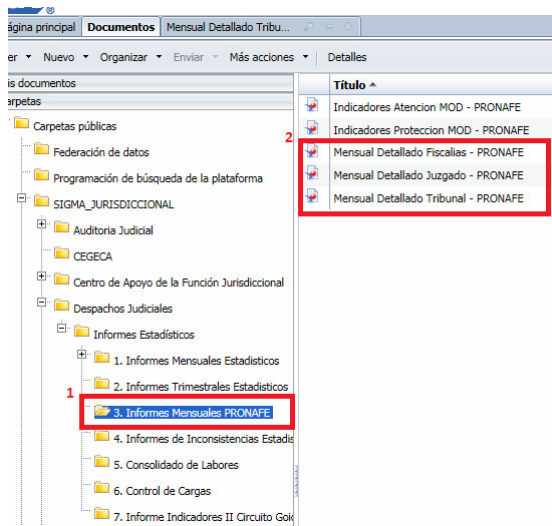 ®
ágina principal Documentos Mensual Detallado Tribu...
er Nuevo Organizar Enviar Más acciones Detalles
is documentos
arpetas
Carpetas públicas
Federación de datos
Programación de búsqueda de la plataforma
SIGMA_JURISDICCIONAL
Auditoria Judicial
CEGECA
Centro de Apoyo de la Función Jurisdiccional
Despachos Judiciales
Informes Estadísticos
1. Informes Mensuales Estadisticos
2. Informes Trimestrales Estadisticos
1
3. Informes Mensuales PRONAFE
4. Informes de Inconsistencias Estadis
5. Consolidado de Labores
6. Control de Cargas
7. Informe Indicadores II Circuito Goic
Título
Indicadores Atencion MOD - PRONAFE
Indicadores Proteccion MOD - PRONAFE
2
Mensual Detallado Fiscalias - PRONAFE
Mensual Detallado Juzgado - PRONAFE
Mensual Detallado Tribunal - PRONAFE